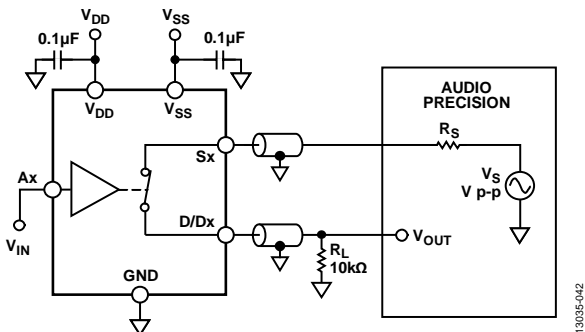 VDD
VSS
0.1µF
0.1µF
VDD
VSS
AUDIO
PRECISION
RS
Sx
VS
V p-p
Ax
D/Dx
VOUT
VIN
RL
10kΩ
GND
13035-042